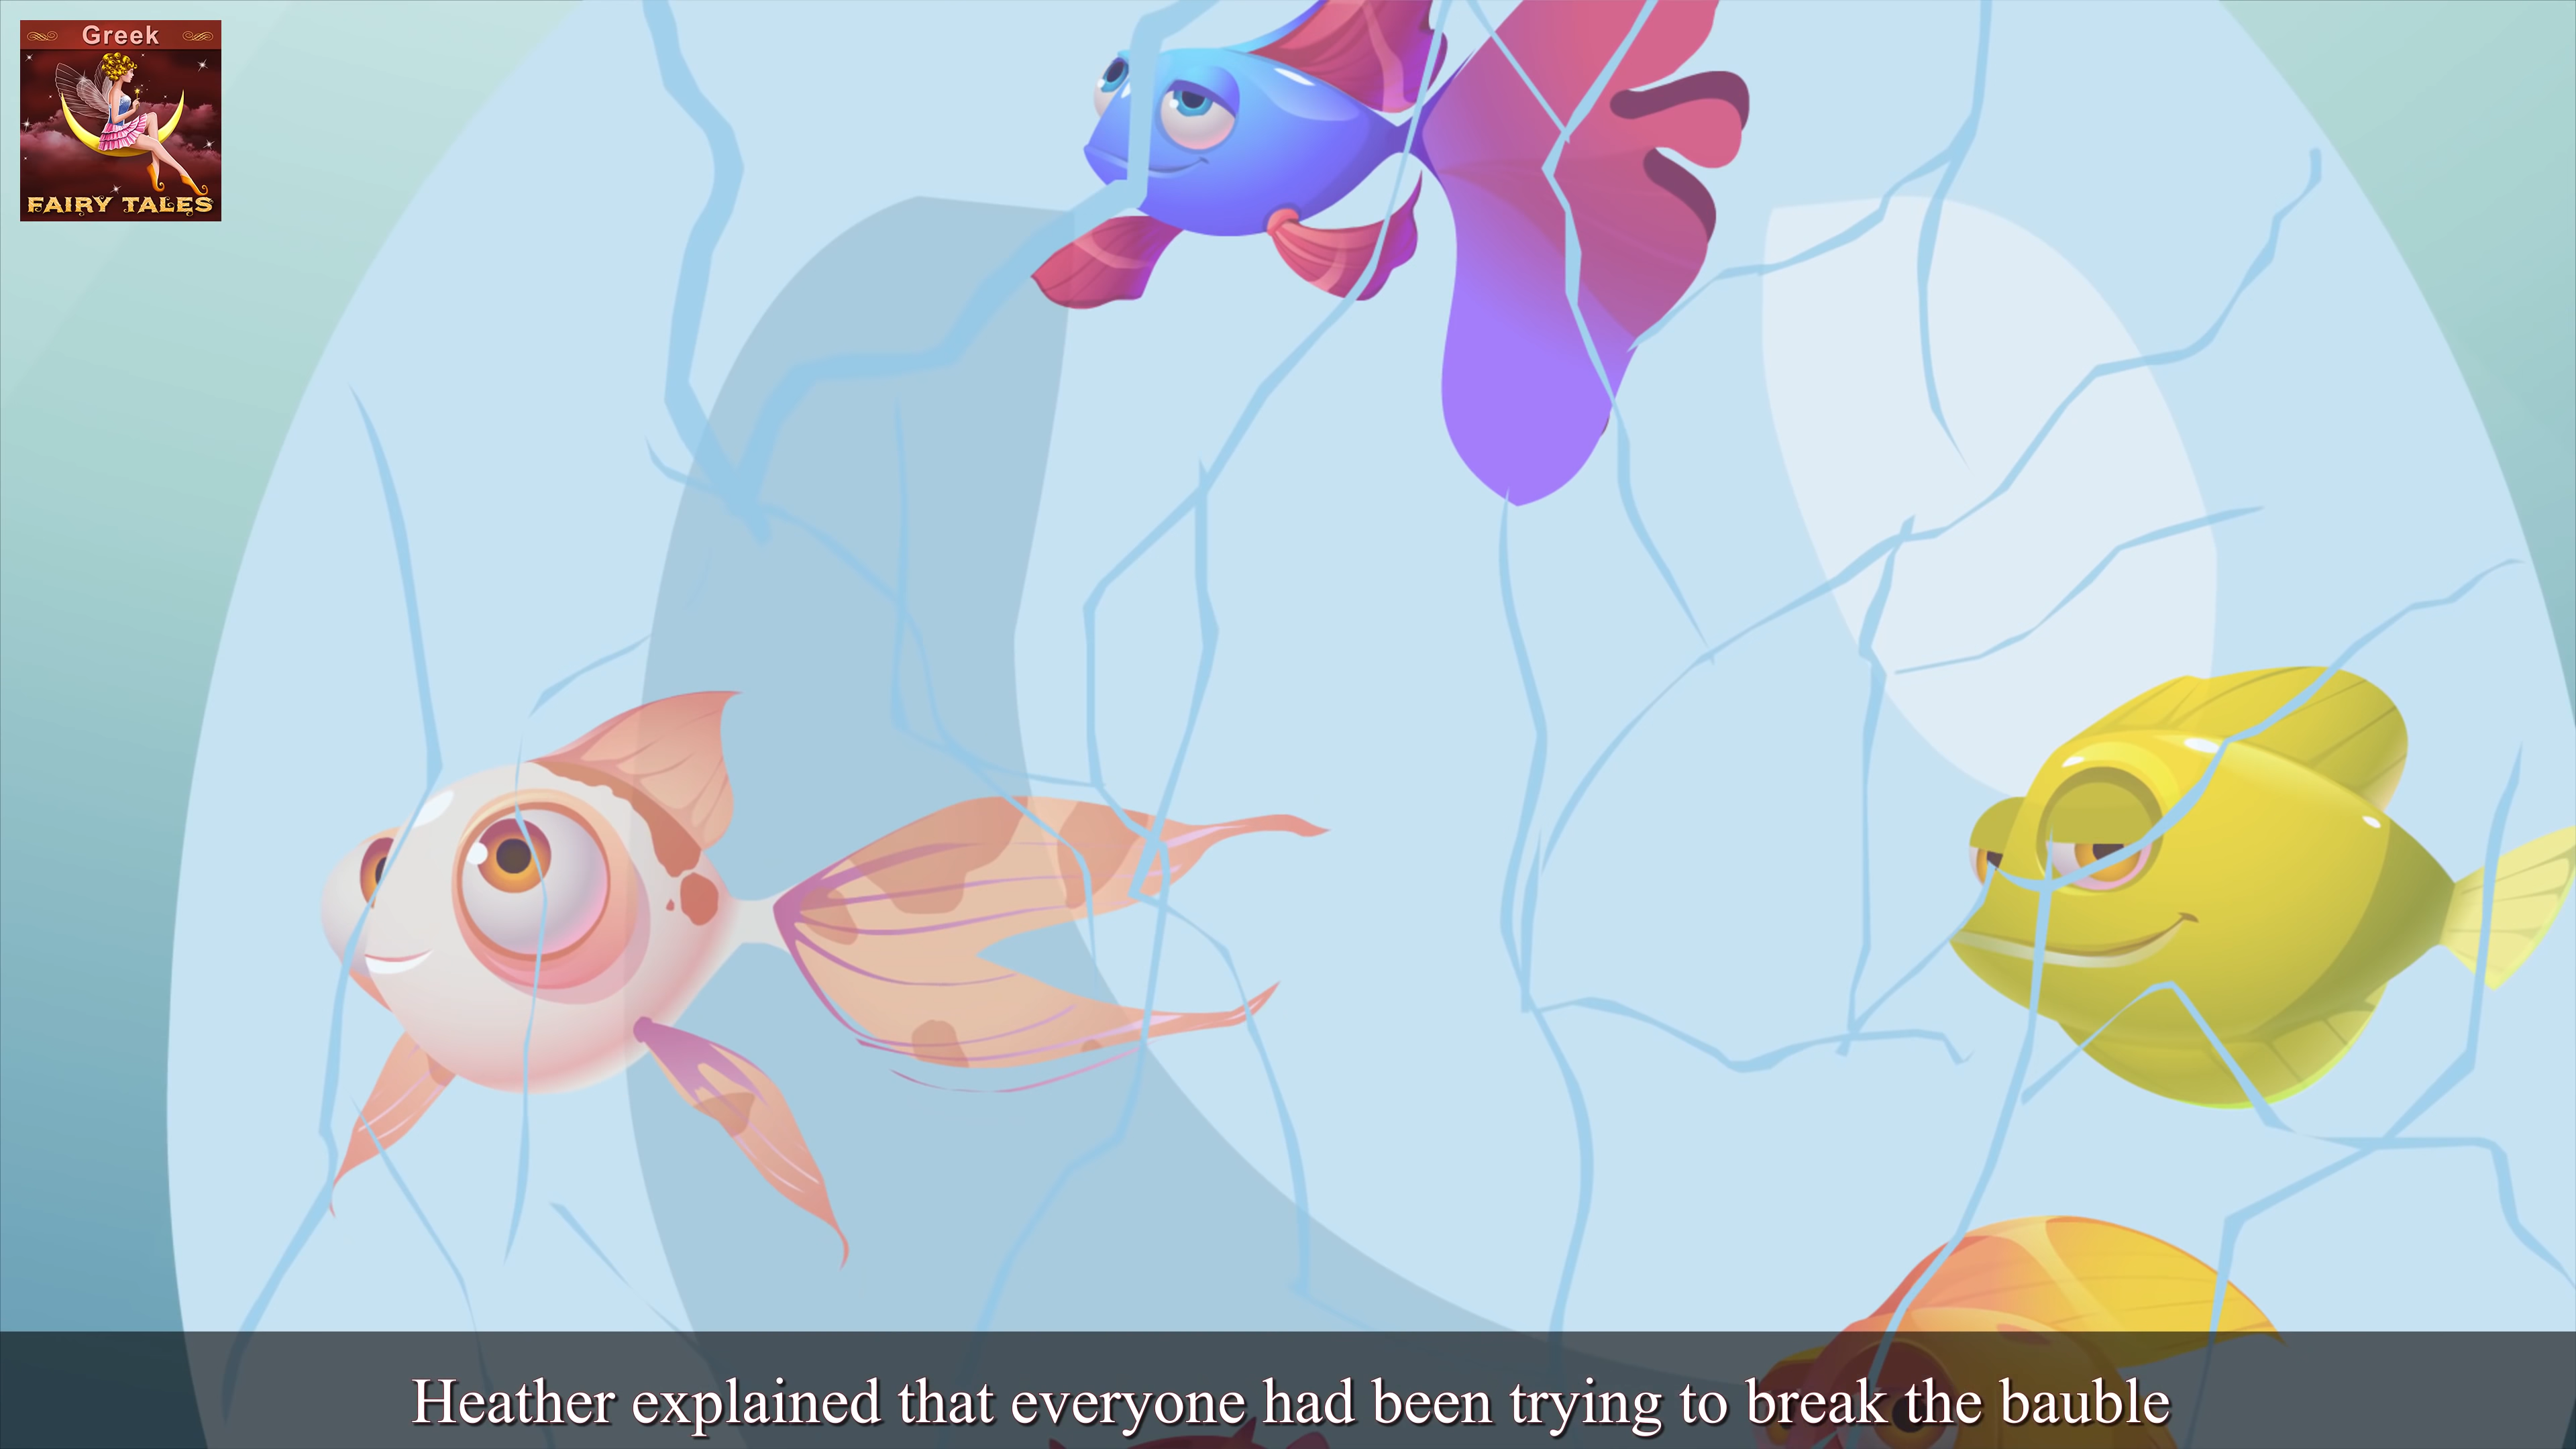 Greek
FAIRY TALES
Heather explained that everyone had been trying to break the bauble